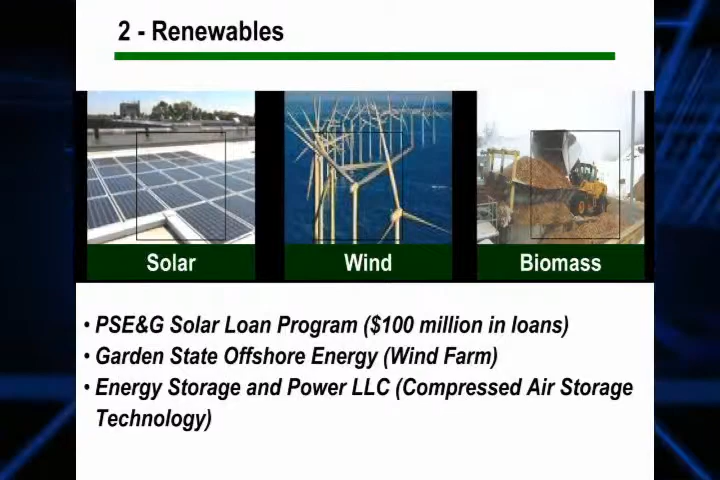 2 - Renewables
Solar
Wind
Biomass
• PSE&G Solar Loan Program ($100 million in loans)
• Garden State Offshore Energy (Wind Farm)
• Energy Storage and Power LLC (Compressed Air Storage
Technology)